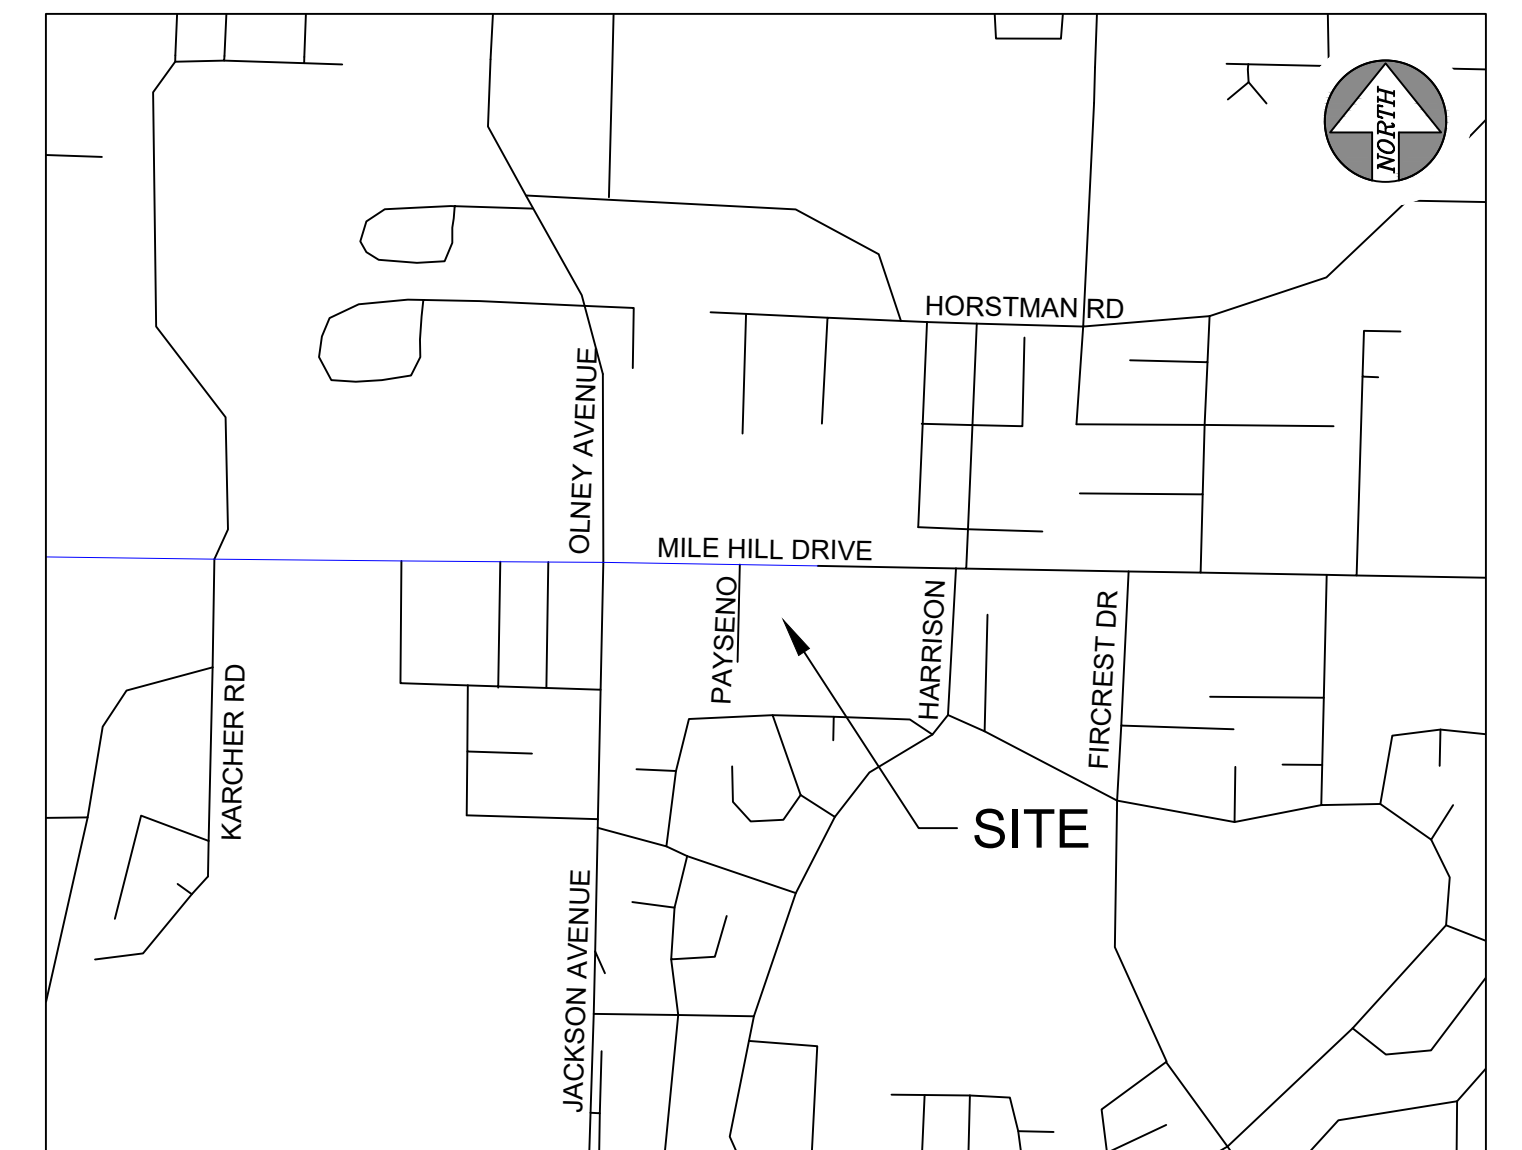 NORTH
HORSTMAN RD
OLNEY AVENUE
MILE HILL DRIVE
PAYSENO
HARRISON
FIRCREST DR
KARCHER RD
SITE
JACKSON AVENUE